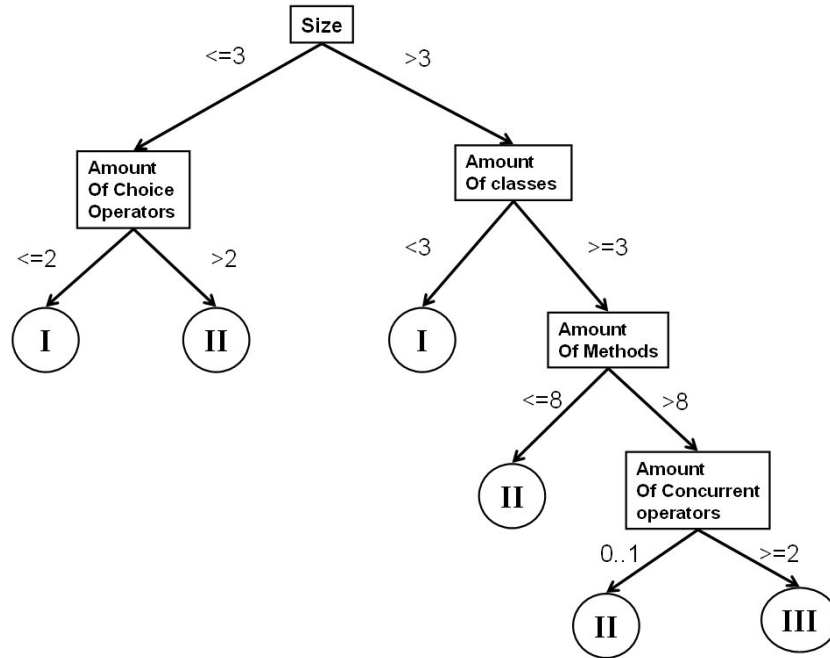 Size
<=3
>3
Amount
Of Choice
Operators
Amount
Of classes
<=2
>2
<3
>=3
I
II
I
Amount
Of Methods
<=8
>8
II
Amount
Of Concurrent
operators
0..1
>=2
II
III